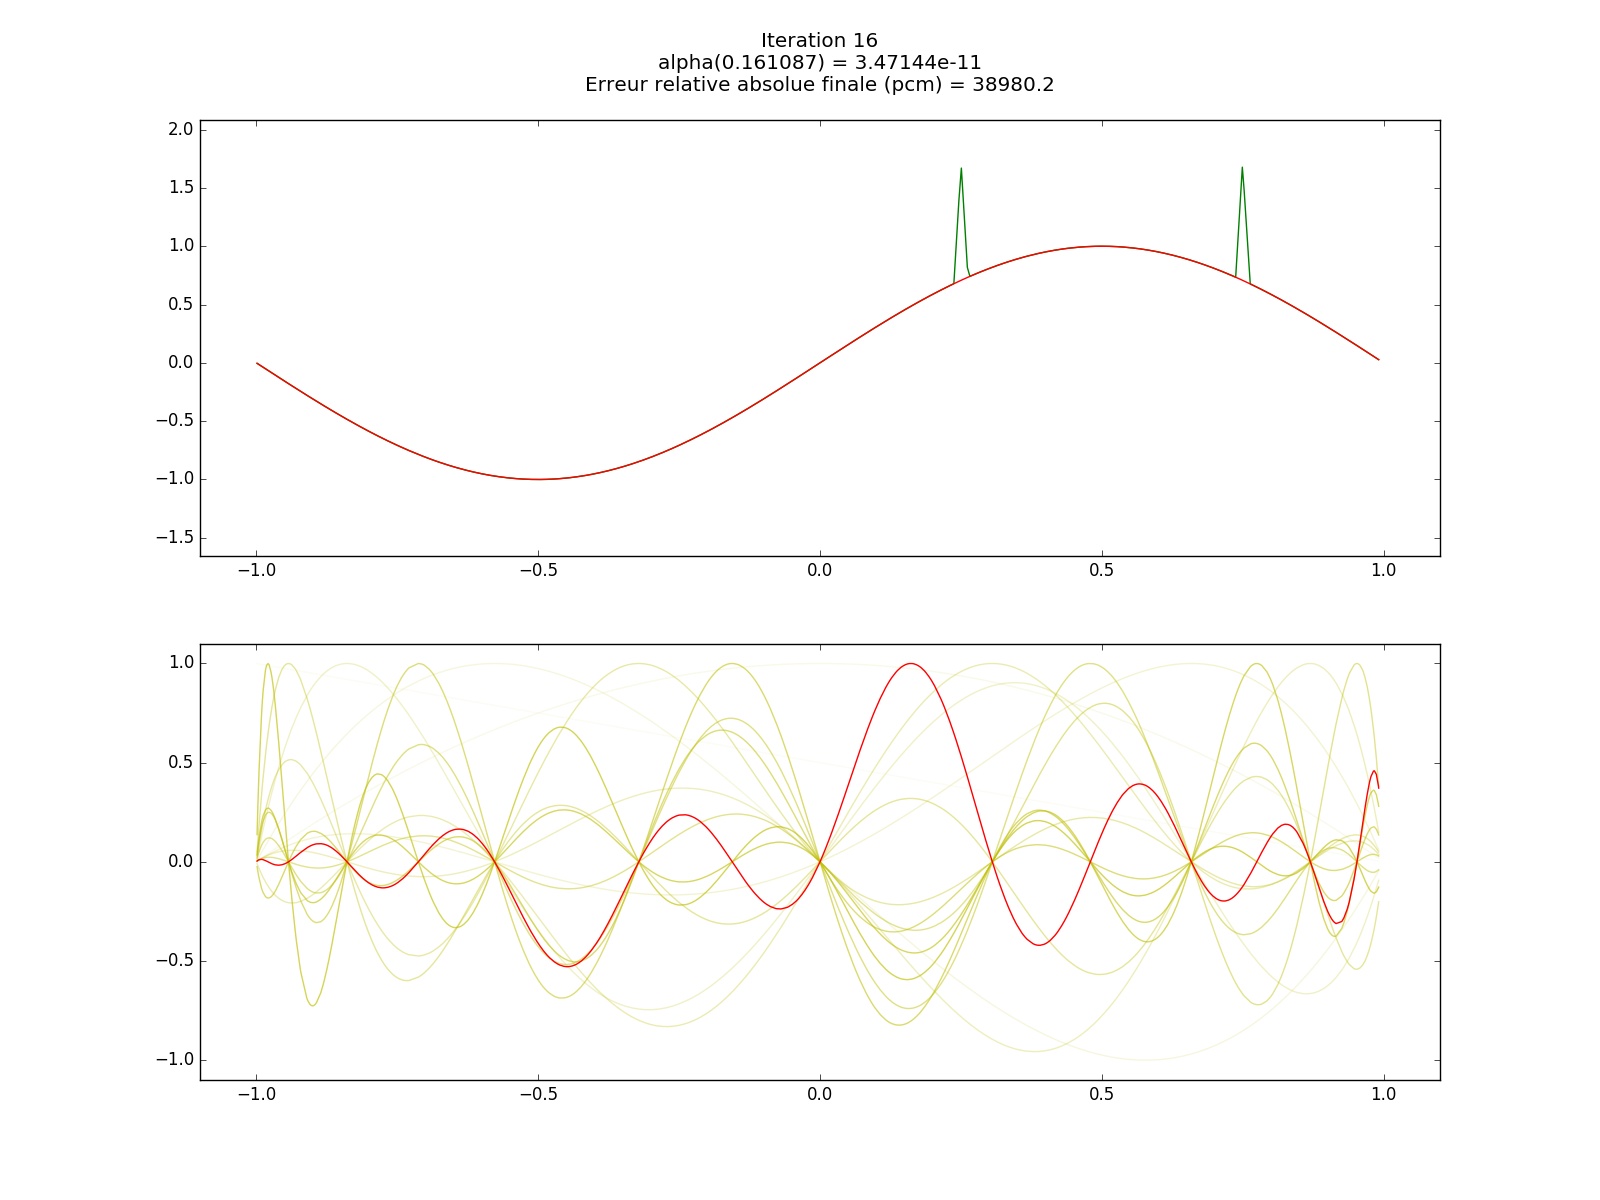 Iteration 16
alpha(0.161087) = 3.47144e-11
Erreur relative absolue finale (pcm) = 38980.2
2.0
1.5
1.0
0.5
0.0
−0.5
−1.0
−1.5
−1.0 −0.5 0.0 0.5 1.0
1.0
0.5
0.0
−0.5
−1.0
−1.0 −0.5 0.0 0.5 1.0